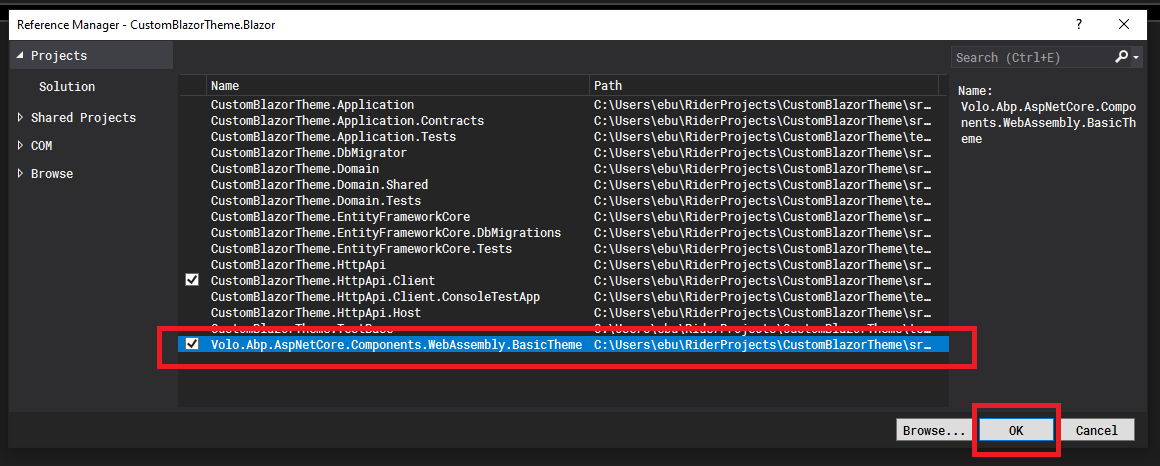 Reference Manager - CustomBlazorTheme.Blazor
Projects
Solution
Shared Projects
COM
Browse
Name Path
CustomBlazorTheme.Application C:\Users\ebu\RiderProjects\CustomBlazorTheme\sr…
CustomBlazorTheme.Application.Contracts C:\Users\ebu\RiderProjects\CustomBlazorTheme\sr…
CustomBlazorTheme.Application.Tests C:\Users\ebu\RiderProjects\CustomBlazorTheme\te…
CustomBlazorTheme.DbMigrator C:\Users\ebu\RiderProjects\CustomBlazorTheme\sr…
CustomBlazorTheme.Domain C:\Users\ebu\RiderProjects\CustomBlazorTheme\sr…
CustomBlazorTheme.Domain.Shared C:\Users\ebu\RiderProjects\CustomBlazorTheme\sr…
CustomBlazorTheme.Domain.Tests C:\Users\ebu\RiderProjects\CustomBlazorTheme\te…
CustomBlazorTheme.EntityFrameworkCore C:\Users\ebu\RiderProjects\CustomBlazorTheme\sr…
CustomBlazorTheme.EntityFrameworkCore.DbMigrations C:\Users\ebu\RiderProjects\CustomBlazorTheme\sr…
CustomBlazorTheme.EntityFrameworkCore.Tests C:\Users\ebu\RiderProjects\CustomBlazorTheme\te…
CustomBlazorTheme.HttpApi C:\Users\ebu\RiderProjects\CustomBlazorTheme\sr…
CustomBlazorTheme.HttpApi.Client C:\Users\ebu\RiderProjects\CustomBlazorTheme\sr…
CustomBlazorTheme.HttpApi.Client.ConsoleTestApp C:\Users\ebu\RiderProjects\CustomBlazorTheme\te…
CustomBlazorTheme.HttpApi.Host C:\Users\ebu\RiderProjects\CustomBlazorTheme\sr…
CustomBlazorTheme.TestBase C:\Users\ebu\RiderProjects\CustomBlazorTheme\te…
Volo.Abp.AspNetCore.Components.WebAssembly.BasicTheme C:\Users\ebu\RiderProjects\CustomBlazorTheme\sr…
Search (Ctrl+E)
Name:
Volo.Abp.AspNetCore.Compo
nents.WebAssembly.BasicTh
eme
Browse... OK Cancel